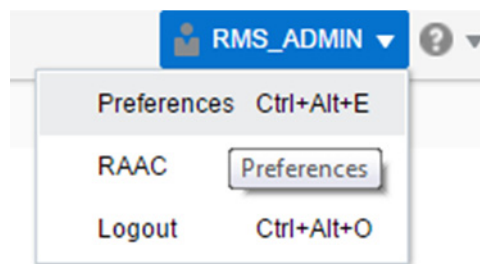 RMS_ADMIN
Preferences Ctrl+Alt+E
RAAC
Preferences
Logout Ctrl+Alt+O